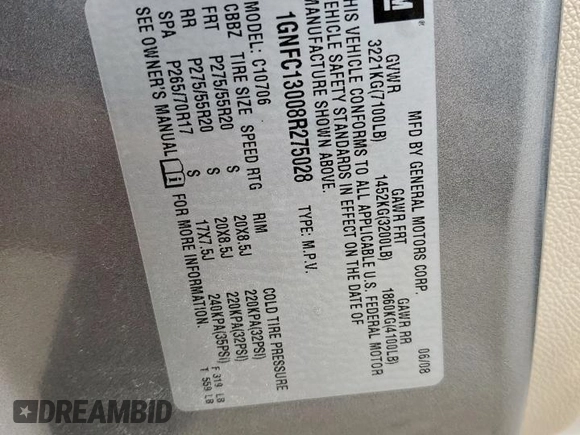 GM
MFD BY GENERAL MOTORS CORP. 06/08
GVWR GAWR FRT GAWR RR
3221KG(7100LB) 1452KG(3200LB) 1860KG(4100LB)
THIS VEHICLE CONFORMS TO ALL APPLICABLE U.S. FEDERAL MOTOR
VEHICLE SAFETY STANDARDS IN EFFECT ON THE DATE OF
MANUFACTURE SHOWN ABOVE.
1GNFC13008R275028 TYPE: M.P.V.
MODEL: C10706
CBBZ TIRE SIZE SPEED RTG RIM COLD TIRE PRESSURE
FRT P275/55R20 S 20X8.5J 220KPA(32PSI)
RR P275/55R20 S 20X8.5J 220KPA(32PSI)
SPA P265/70R17 S 17X7.5J 240KPA(35PSI)
SEE OWNER'S MANUAL FOR MORE INFORMATION.
F 319 LB
T 559 LB
DREAMBID